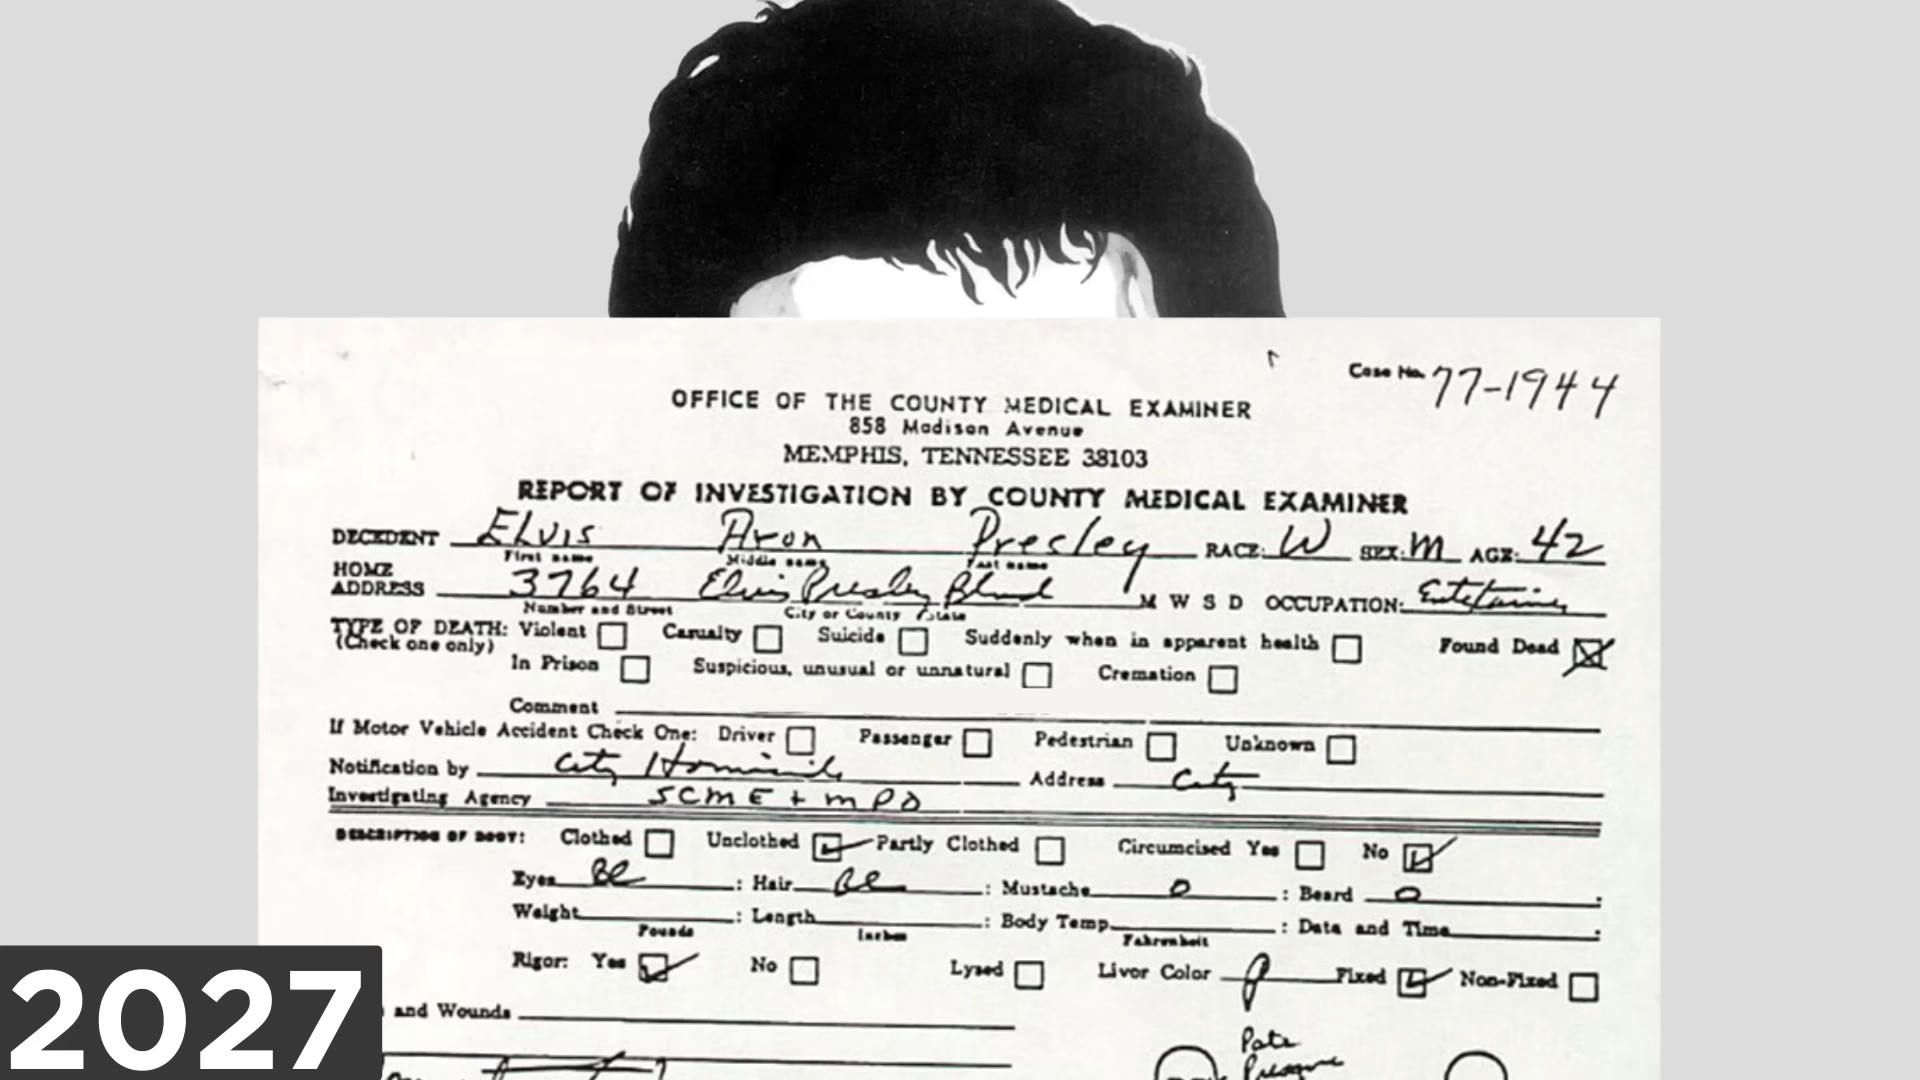 Case No. 77-1944
OFFICE OF THE COUNTY MEDICAL EXAMINER
858 Madison Avenue
MEMPHIS, TENNESSEE 38103
REPORT OF INVESTIGATION BY COUNTY MEDICAL EXAMINER
DECEDENT Elvis Aron Presley RACE: W SEX: M AGE: 42
First name Middle name Last name
HOME ADDRESS 3764 Elvis Presley Blvd M W S D OCCUPATION: Entertainer
Number and Street City or County State
TYPE OF DEATH: Violent Casualty Suicide Suddenly when in apparent health Found Dead
(Check one only) In Prison Suspicious, unusual or unnatural Cremation
Comment
If Motor Vehicle Accident Check One: Driver Passenger Pedestrian Unknown
Notification by City Homicide Address City
Investigating Agency SCME + MPD
DESCRIPTION OF BODY: Clothed Unclothed Partly Clothed Circumcised Yes No
Eyes Bl : Hair Bl : Mustache 0 : Beard 0 .
Weight : Length : Body Temp. : Date and Time .
Pounds Inches Fahrenheit
Rigor: Yes No Lysed Livor Color P Fixed Non-Fixed
and Wounds
2027